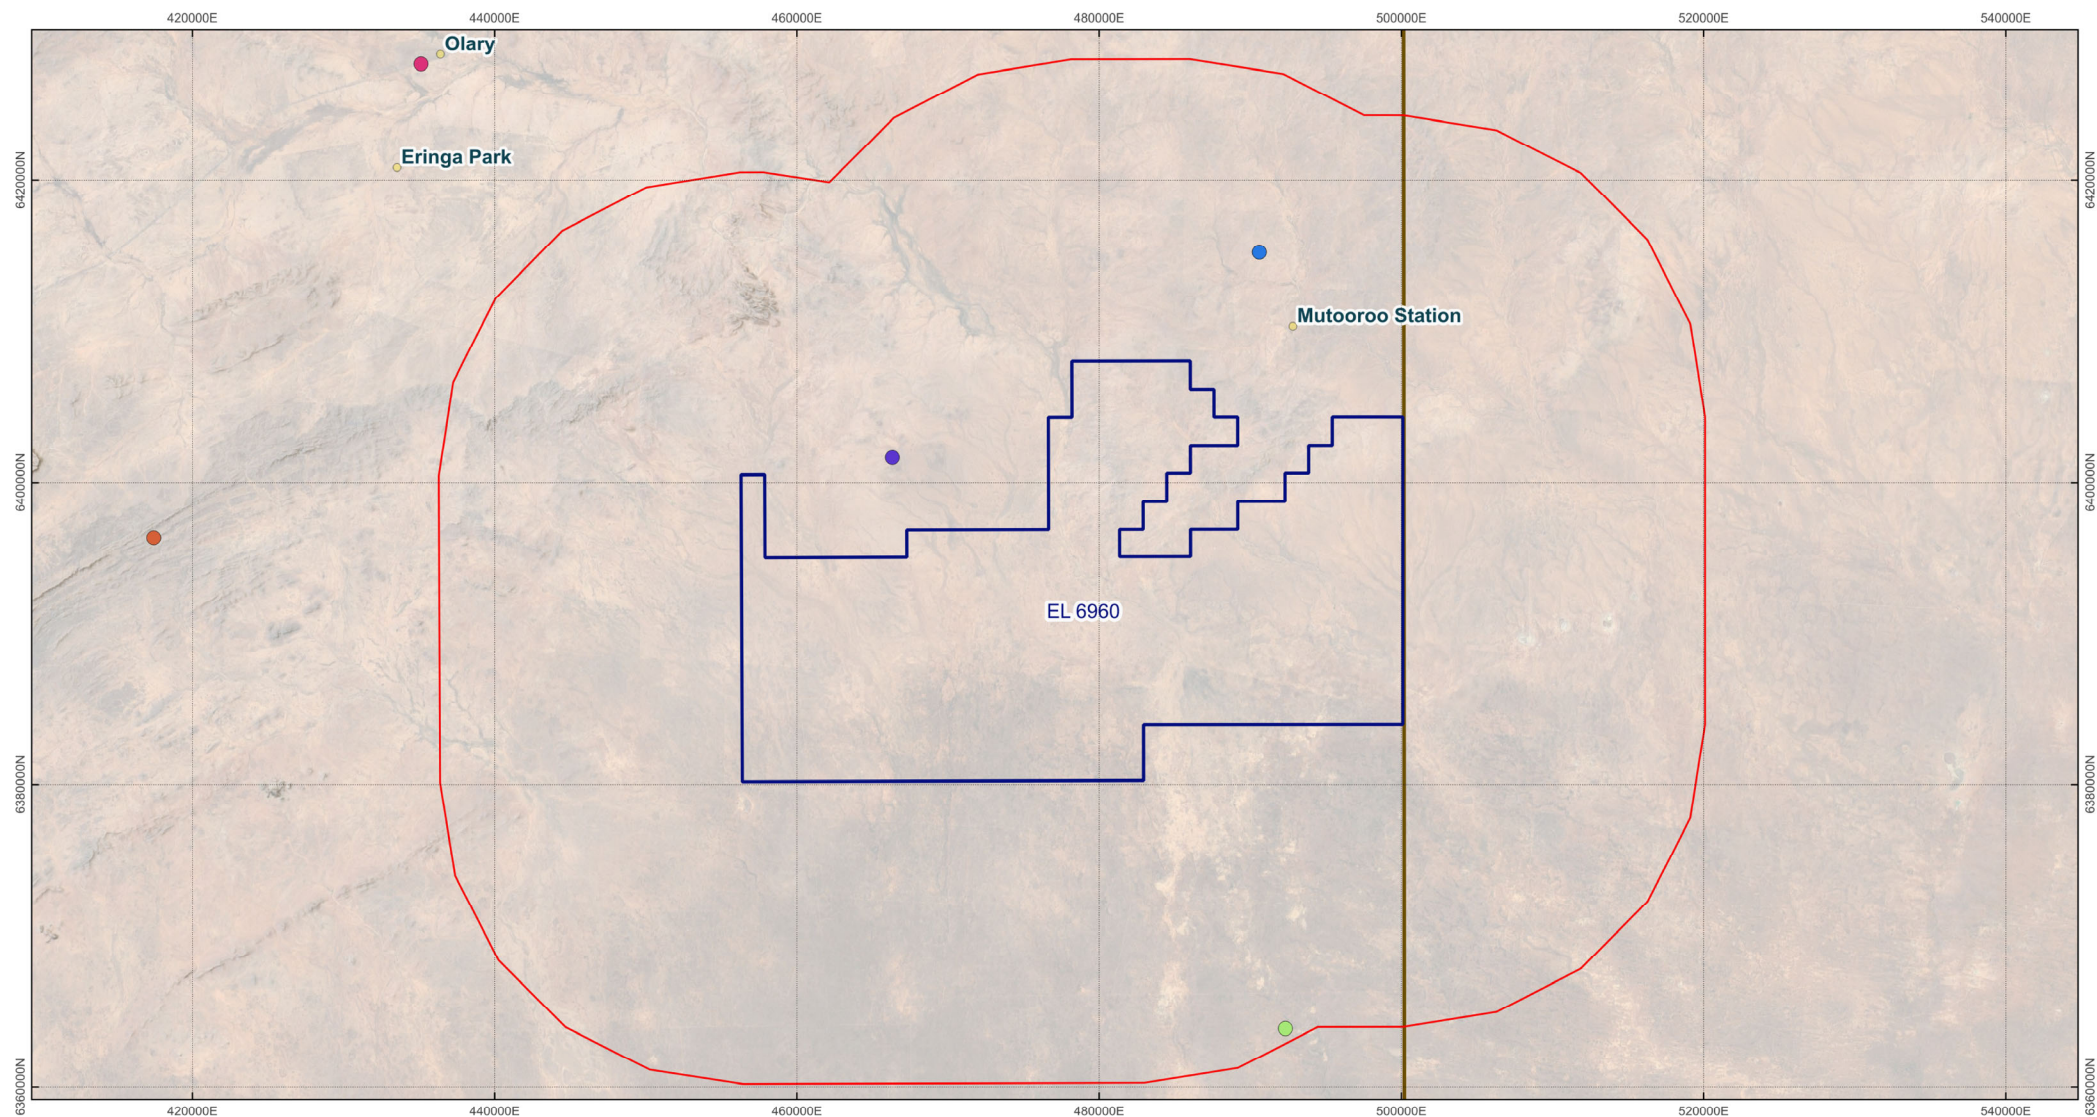 420000E 440000E 460000E 480000E 500000E 520000E 540000E
Olary
Eringa Park
6420000N 6420000N
Mutooroo Station
6400000N 6400000N
EL 6960
6380000N 6380000N
6360000N 6360000N
420000E 440000E 460000E 480000E 500000E 520000E 540000E